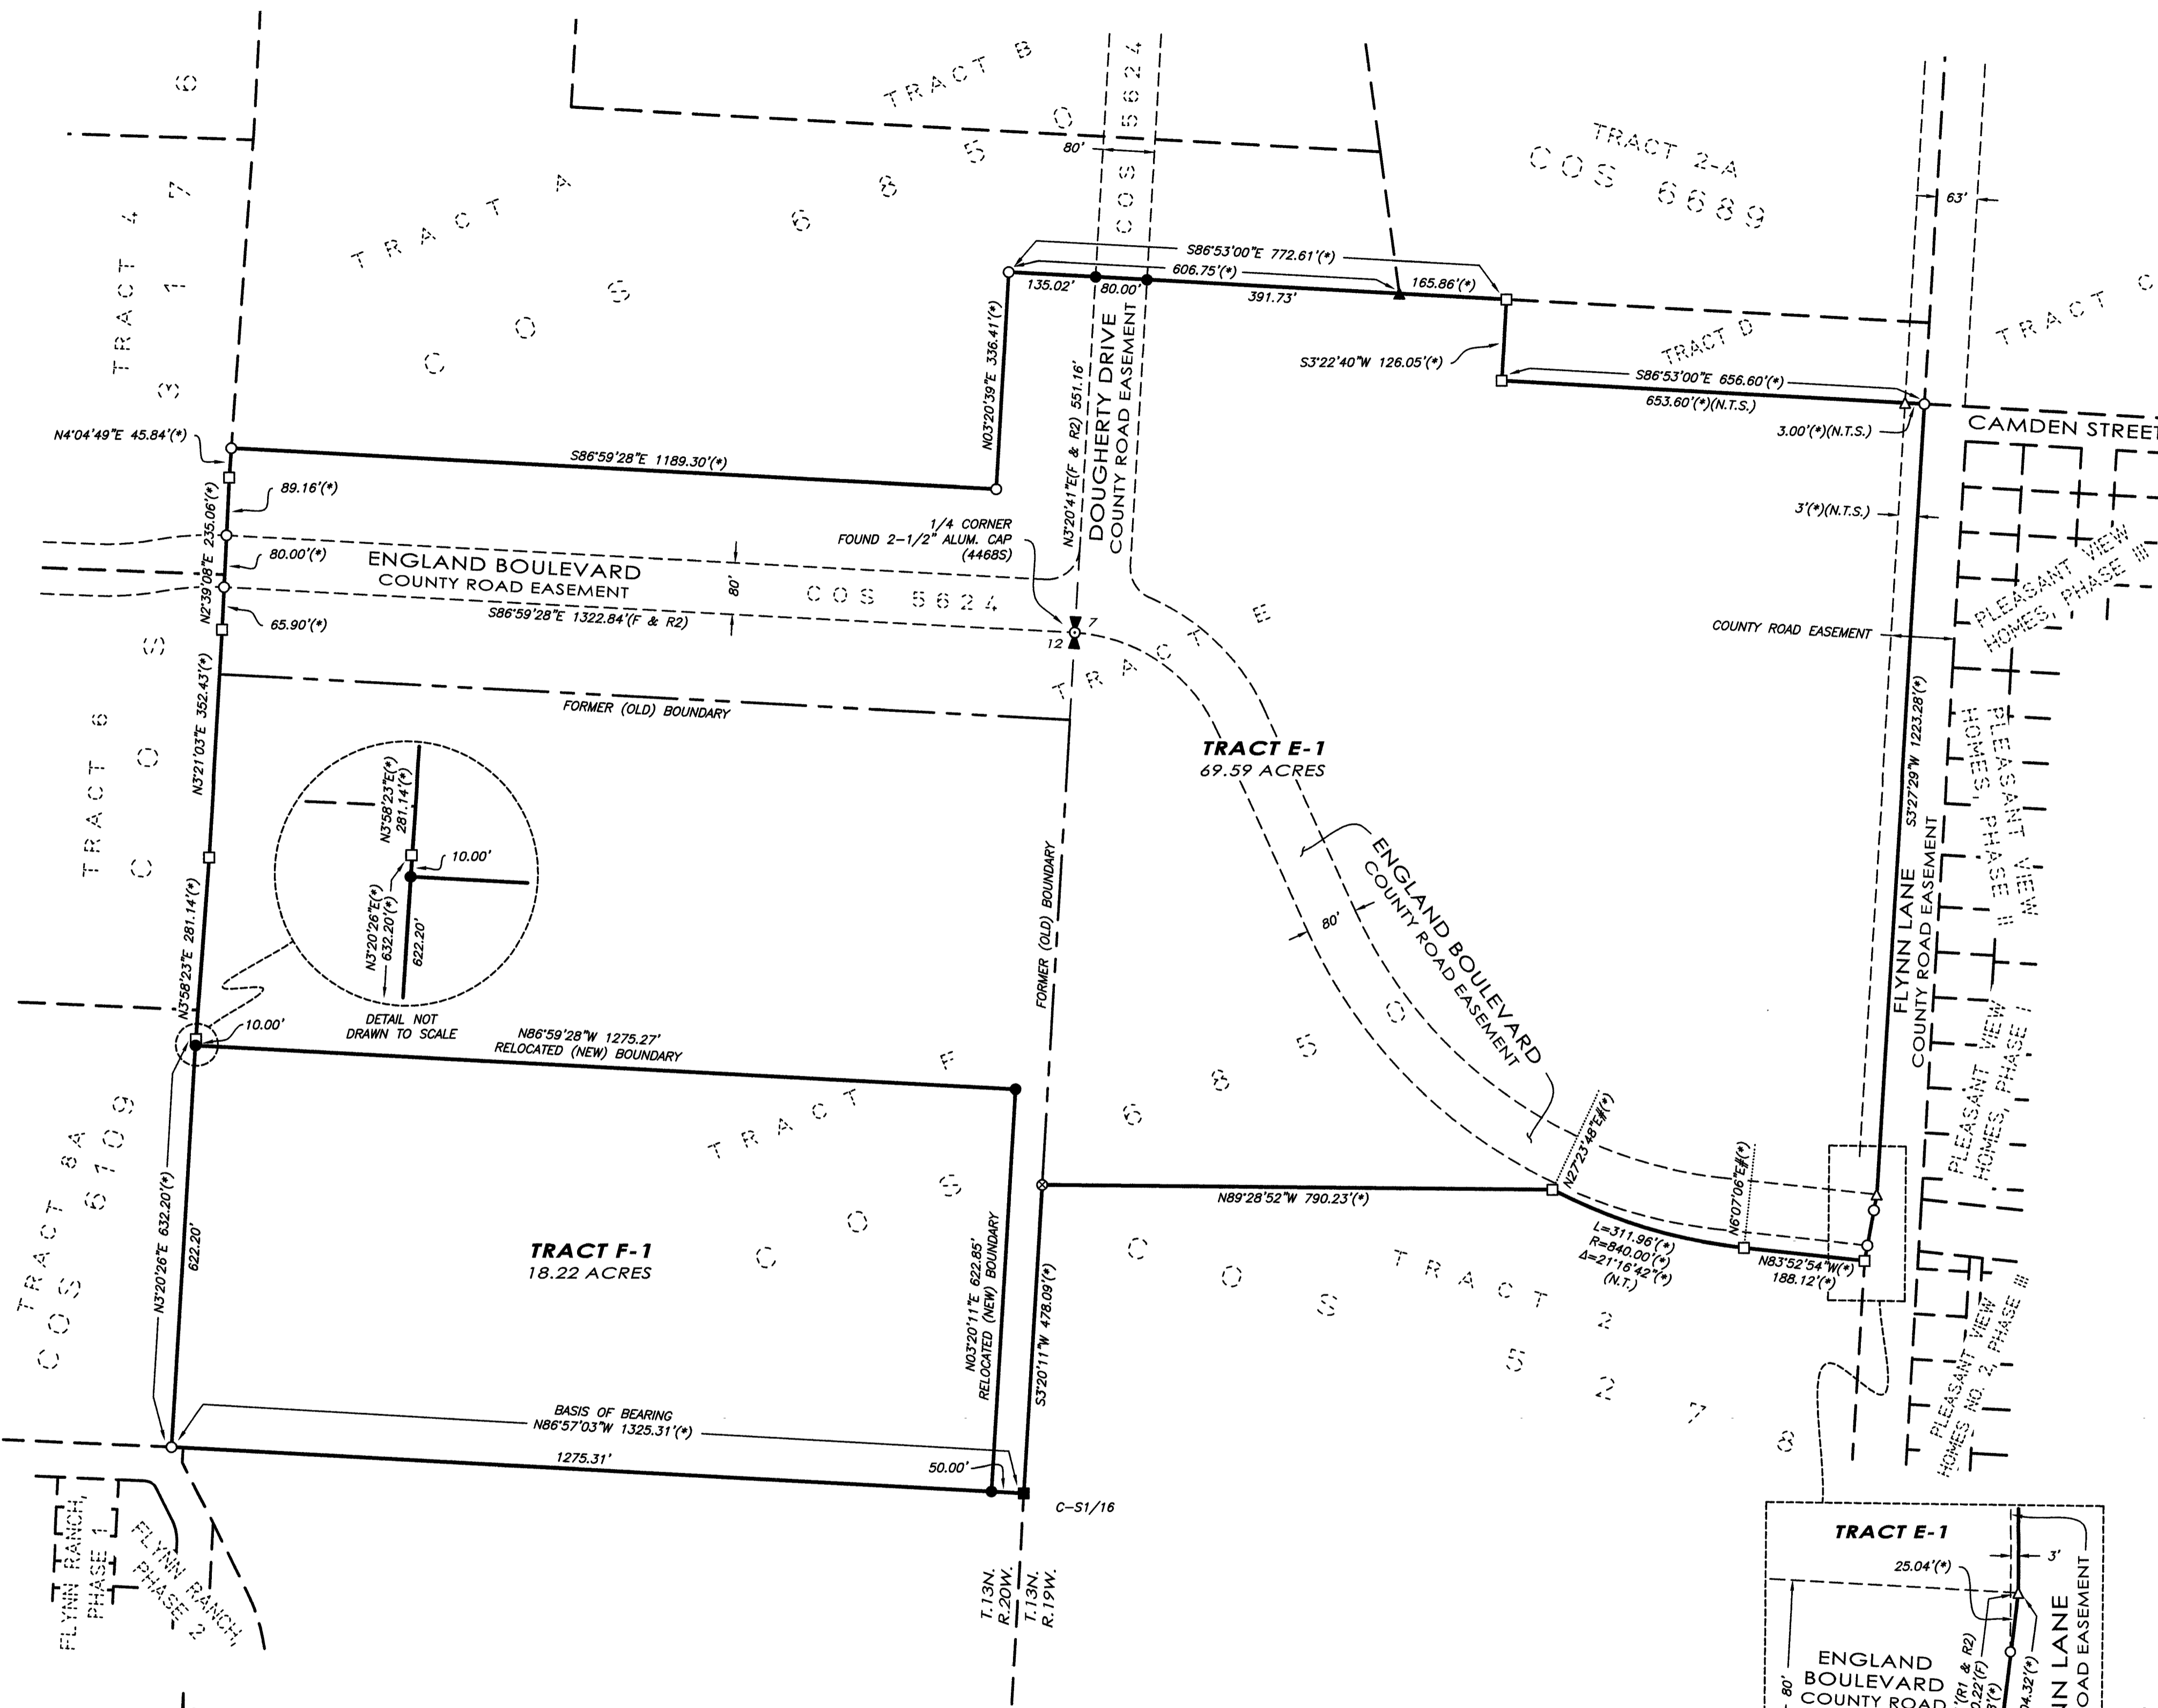 TRACT 4
3176
TRACT B
TRACT A
COS 6850
COS 5624
80'
TRACT 2-A
COS 6689
63'
TRACT C
S86°53'00"E 772.61'(*)
606.75'(*)
165.86'(*)
135.02'
80.00'
391.73'
N03°20'39"E 336.41'(*)
N3°20'41"E(F & R2) 551.16'
DOUGHERTY DRIVE
COUNTY ROAD EASEMENT
S3°22'40"W 126.05'(*)
TRACT D
S86°53'00"E 656.60'(*)
653.60'(*)(N.T.S.)
3.00'(*)(N.T.S.)
CAMDEN STREET
N4°04'49"E 45.84'(*)
S86°59'28"E 1189.30'(*)
89.16'(*)
N2°39'08"E 235.06'(*)
80.00'(*)
65.90'(*)
ENGLAND BOULEVARD
COUNTY ROAD EASEMENT
80'
COS 5624
S86°59'28"E 1322.84'(F & R2)
1/4 CORNER
FOUND 2-1/2" ALUM. CAP
(4468S)
7
12
3'(*)(N.T.S.)
COUNTY ROAD EASEMENT
PLEASANT VIEW
HOMES, PHASE III
TRACT E
FORMER (OLD) BOUNDARY
N3°21'03"E 352.43'(*)
TRACT 6
COS
TRACT E-1
69.59 ACRES
S3°27'29"W 1223.28'(*)
FLYNN LANE
COUNTY ROAD EASEMENT
PLEASANT VIEW
HOMES, PHASE II
N3°58'23"E(*)
281.14'(*)
10.00'
N3°20'26"E(*)
632.20'(*)
622.20'
DETAIL NOT
DRAWN TO SCALE
N3°58'23"E 281.14'(*)
10.00'
FORMER (OLD) BOUNDARY
80'
ENGLAND BOULEVARD
COUNTY ROAD EASEMENT
N86°59'28"W 1275.27'
RELOCATED (NEW) BOUNDARY
TRACT F
COS 6850
PLEASANT VIEW
HOMES, PHASE I
TRACT 8A
COS 6109
N3°20'26"E 632.20'(*)
622.20'
TRACT F-1
18.22 ACRES
N03°20'11"E 622.85'
RELOCATED (NEW) BOUNDARY
S3°20'11"W 478.09'(*)
N89°28'52"W 790.23'(*)
N27°23'48"E#(*)
N6°07'06"E#(*)
L=311.96'(*)
R=840.00'(*)
Δ=21°16'42"(*)
(N.T.)
N83°52'54"W(*)
188.12'(*)
TRACT 2
COS 5278
PLEASANT VIEW
HOMES NO. 2, PHASE III
BASIS OF BEARING
N86°57'03"W 1325.31'(*)
1275.31'
50.00'
C-S1/16
FLYNN RANCH,
PHASE 1
FLYNN RANCH,
PHASE 2
T.13N.
R.20W.
T.13N.
R.19W.
TRACT E-1
25.04'(*)
3'
80'
ENGLAND
BOULEVARD
COUNTY ROAD
(R1 & R2)
0.22'(F)
4.32'(*)
NN LANE
OAD EASEMENT